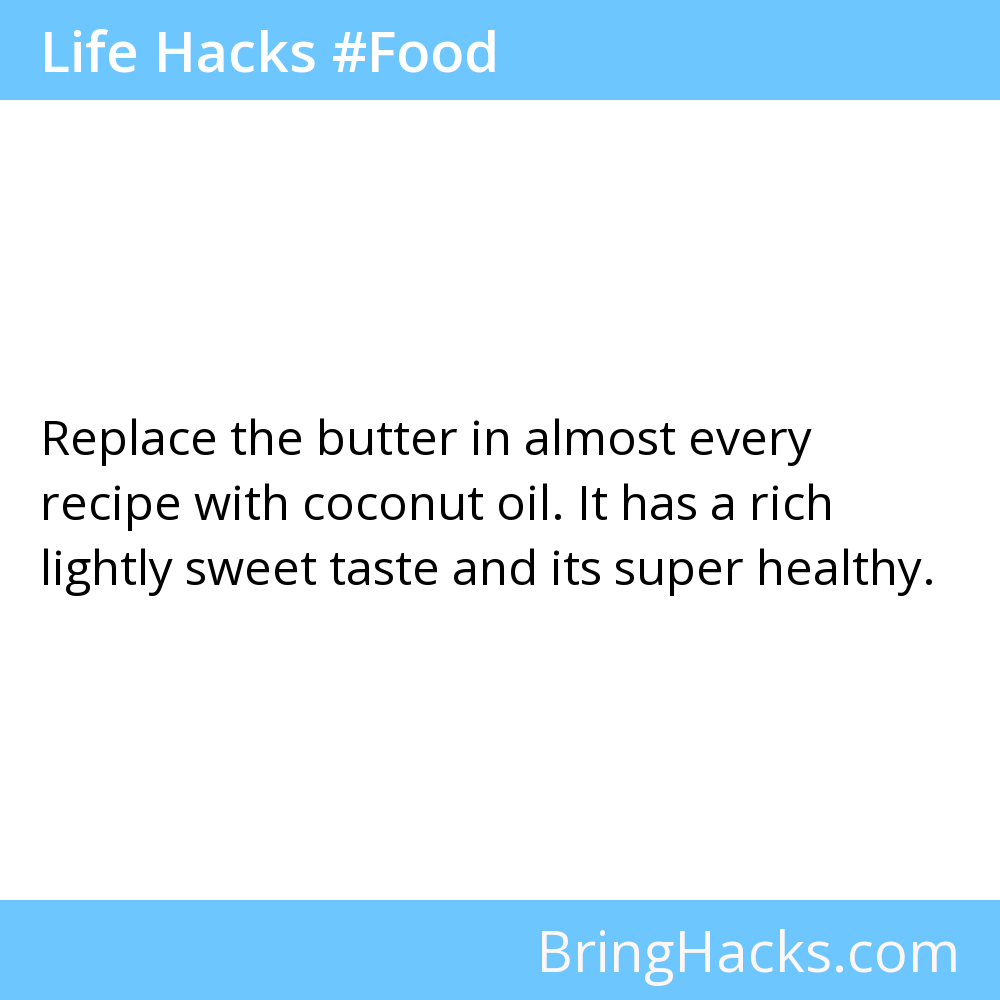 Life Hacks #Food
Replace the butter in almost every
recipe with coconut oil. It has a rich
lightly sweet taste and its super healthy.
BringHacks.com